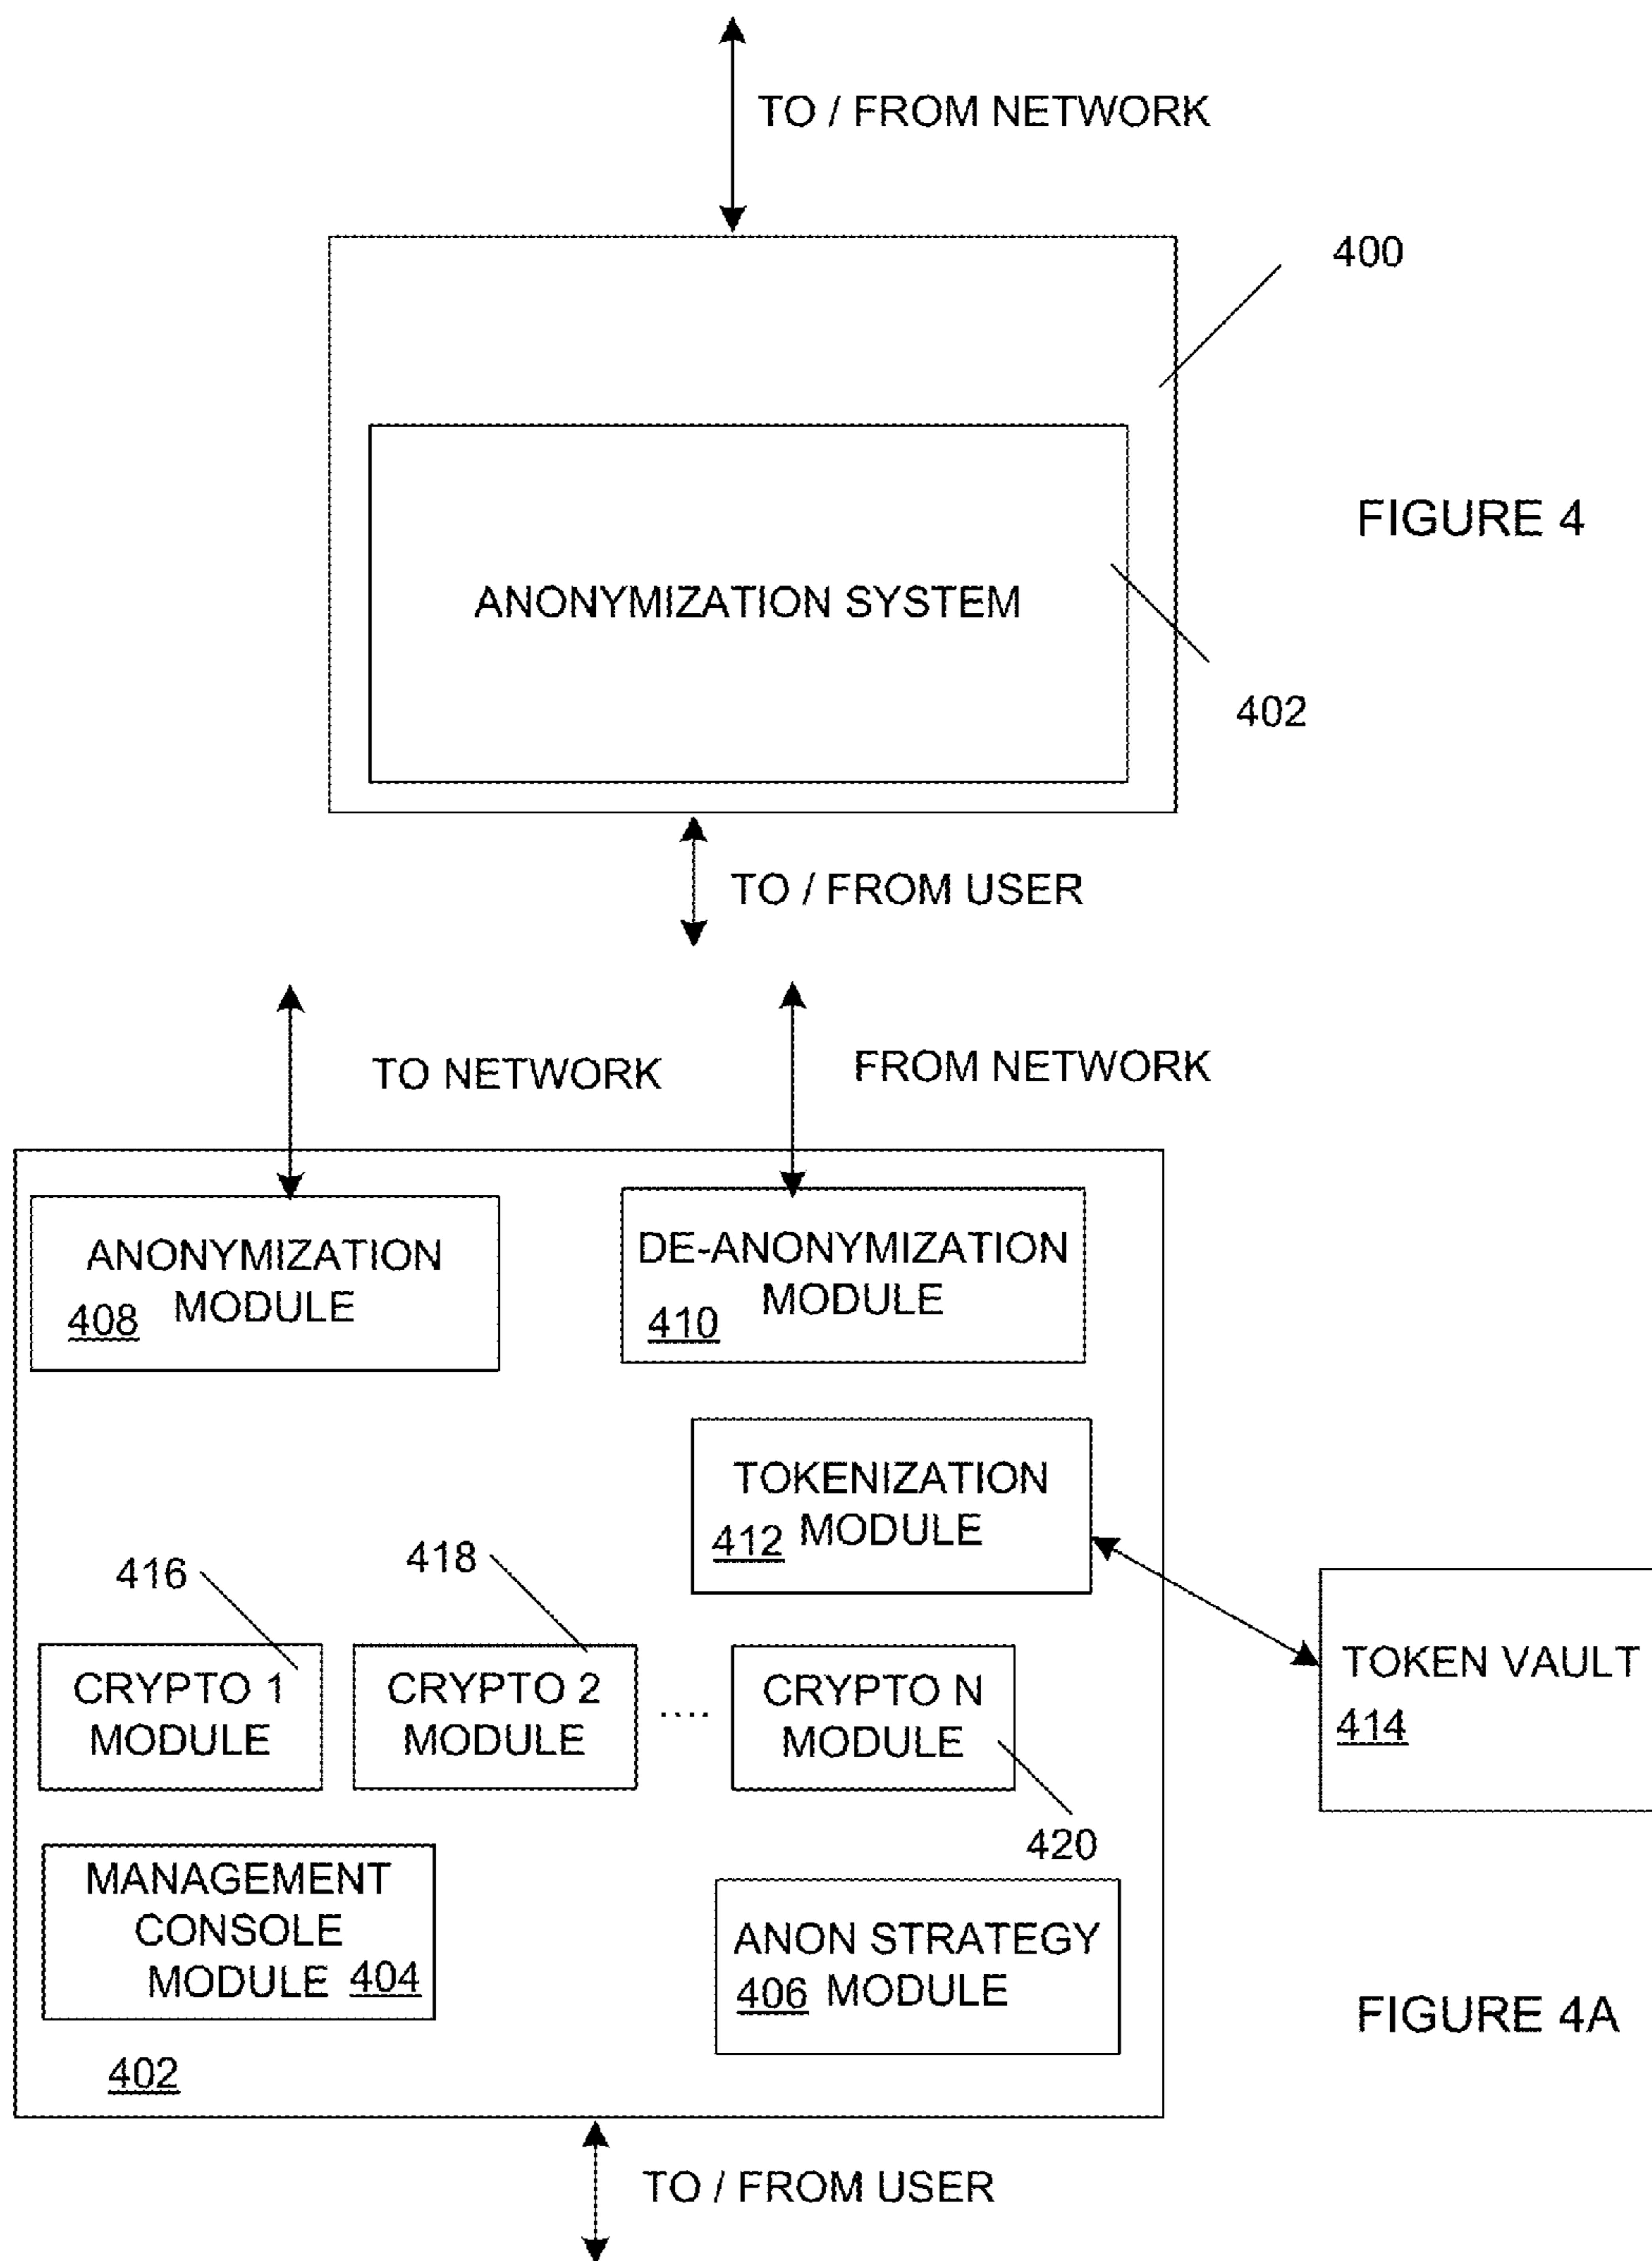 TO / FROM NETWORK
400
FIGURE 4
ANONYMIZATION SYSTEM
402
TO / FROM USER
TO NETWORK
FROM NETWORK
ANONYMIZATION
408 MODULE
DE-ANONYMIZATION
MODULE
410
TOKENIZATION
412 MODULE
416
418
CRYPTO 1
MODULE
CRYPTO 2
MODULE
....
CRYPTO N
MODULE
420
TOKEN VAULT
414
MANAGEMENT
CONSOLE
MODULE 404
ANON STRATEGY
406 MODULE
FIGURE 4A
402
TO / FROM USER